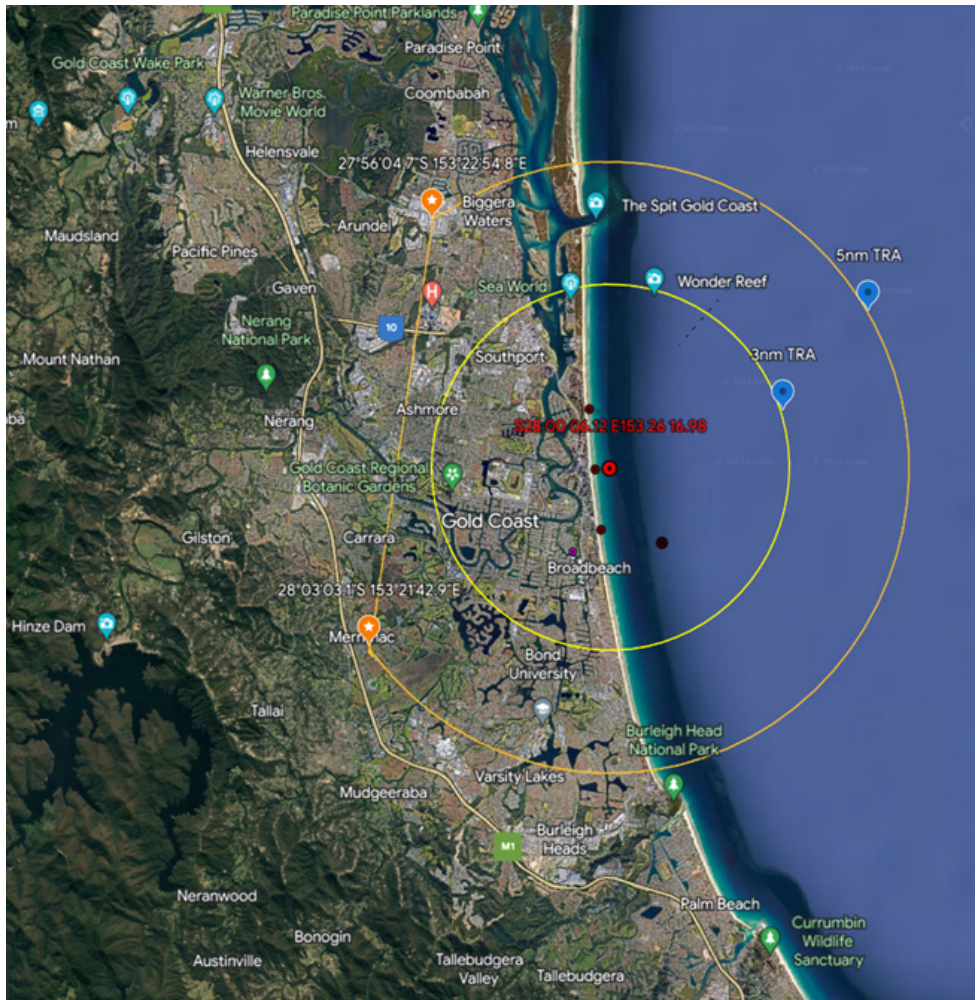 Paradise Point Parklands
Paradise Point
Gold Coast Wake Park
Warner Bros.
Movie World
Coombabah
Helensvale
27°56'04.7"S 153°22'54.8"E
Biggera
Waters
Arundel
The Spit Gold Coast
Maudsland
Pacific Pines
5nm TRA
Gaven
Sea World
Wonder Reef
H
Nerang
National Park
10
Mount Nathan
Southport
3nm TRA
Ashmore
Nerang
S28 00 06.12 E153 26 16.98
Gold Coast Regional
Botanic Gardens
Gold Coast
Gilston
Carrara
Broadbeach
28°03'03.1"S 153°21'42.9"E
Hinze Dam
Bond
University
Tallai
Burleigh Head
National Park
Varsity Lakes
Mudgeeraba
Burleigh
Heads
M1
Neranwood
Palm Beach
Bonogin
Currumbin
Wildlife
Sanctuary
Austinville
Tallebudgera
Valley
Tallebudgera